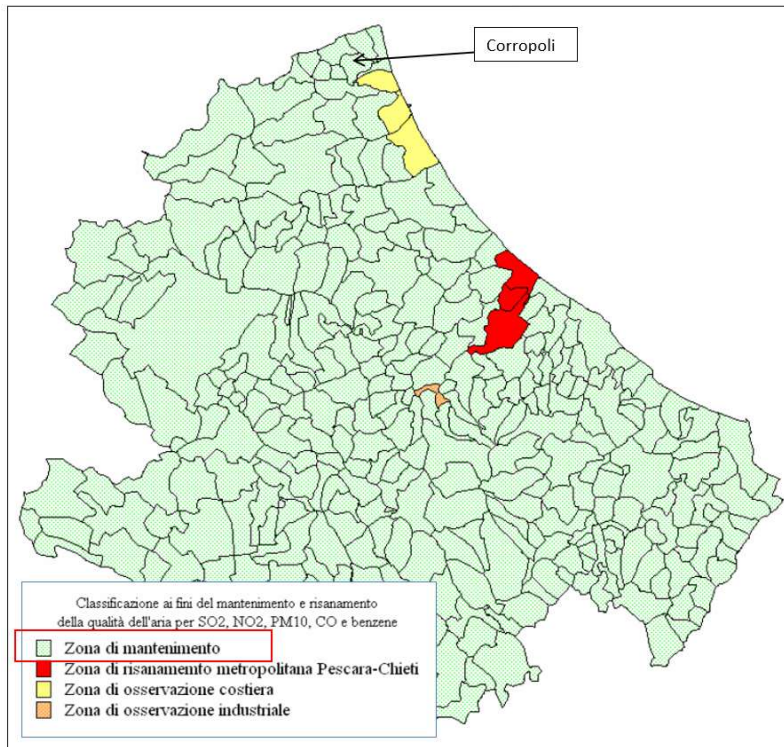 Corropoli
Classificazione ai fini del mantenimento e risanamento
della qualità dell'aria per SO2, NO2, PM10, CO e benzene
Zona di mantenimento
Zona di risanamemto metropolitana Pescara-Chieti
Zona di osservazione costiera
Zona di osservazione industriale